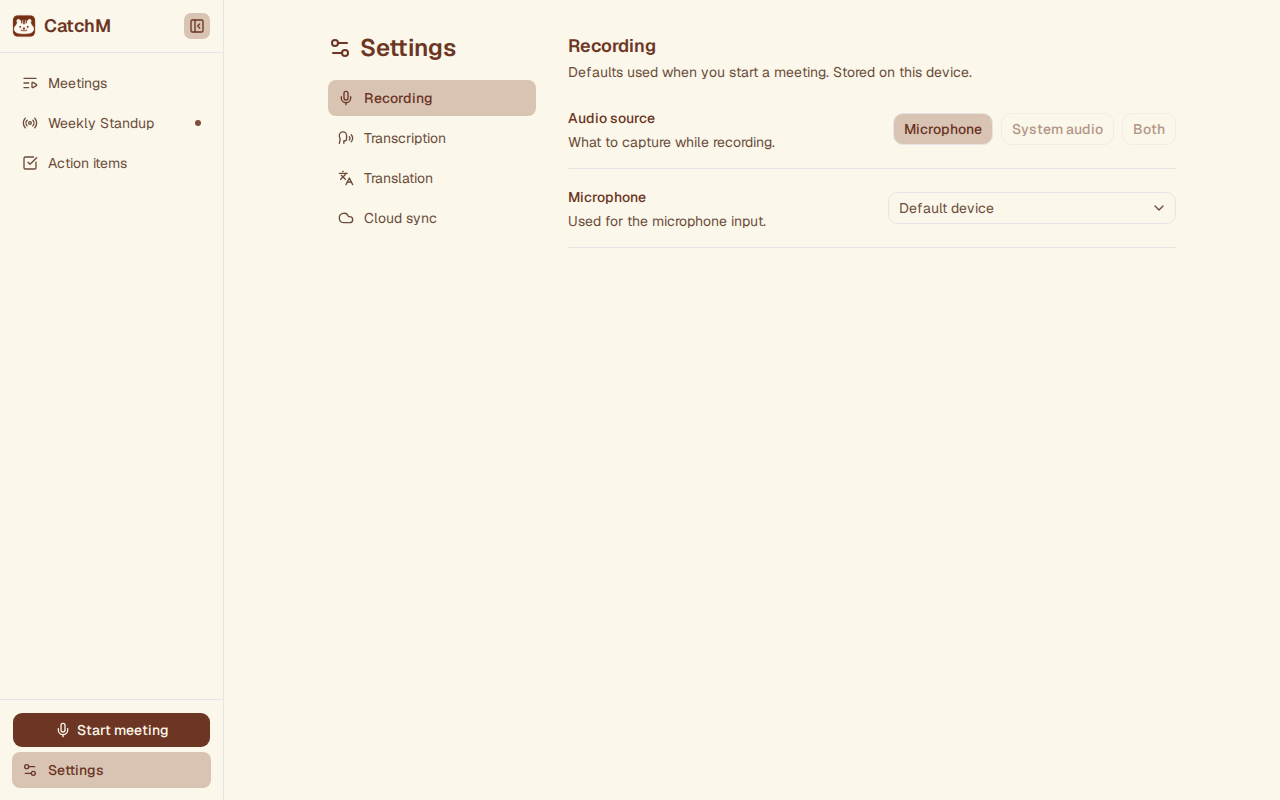 CatchM
Meetings
Weekly Standup
Action items
Start meeting
Settings
Settings
Recording
Transcription
Translation
Cloud sync
Recording
Defaults used when you start a meeting. Stored on this device.
Audio source
What to capture while recording.
Microphone
System audio
Both
Microphone
Used for the microphone input.
Default device